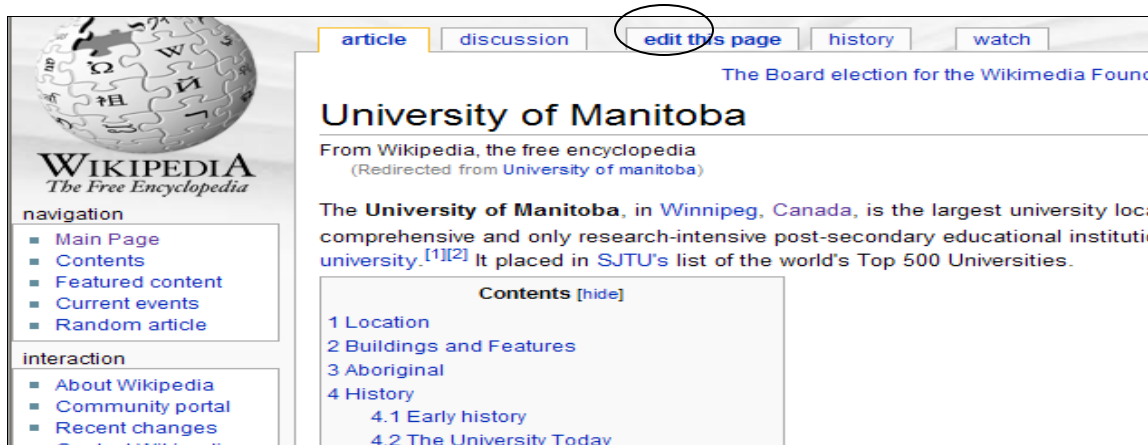 article discussion edit this page history watch
The Board election for the Wikimedia
University of Manitoba
From Wikipedia, the free encyclopedia
(Redirected from University of manitoba)
WIKIPEDIA
The Free Encyclopedia
navigation
Main Page
Contents
Featured content
Current events
Random article
interaction
About Wikipedia
Community portal
Recent changes
The University of Manitoba, in Winnipeg, Canada, is the largest university
comprehensive and only research-intensive post-secondary educational
university.[1][2] It placed in SJTU's list of the world's Top 500 Universities.
Contents [hide]
1 Location
2 Buildings and Features
3 Aboriginal
4 History
4.1 Early history
4.2 The University Today